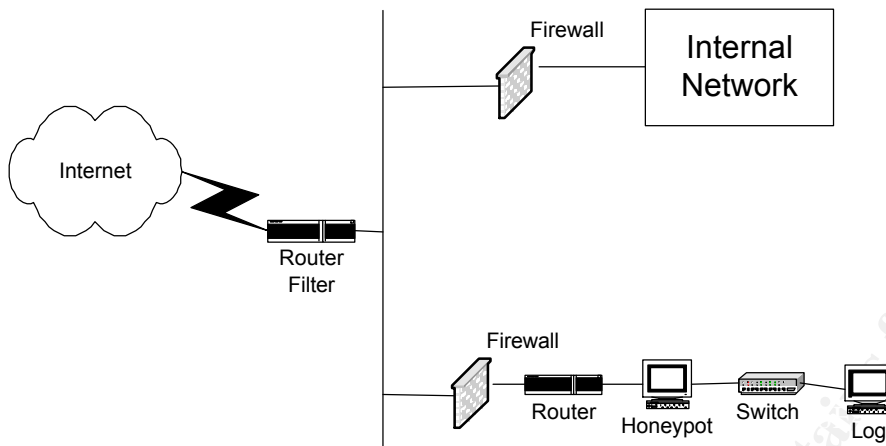 Firewall
Internal
Network
Internet
Router
Filter
Firewall
Router
Honeypot
Switch
Log